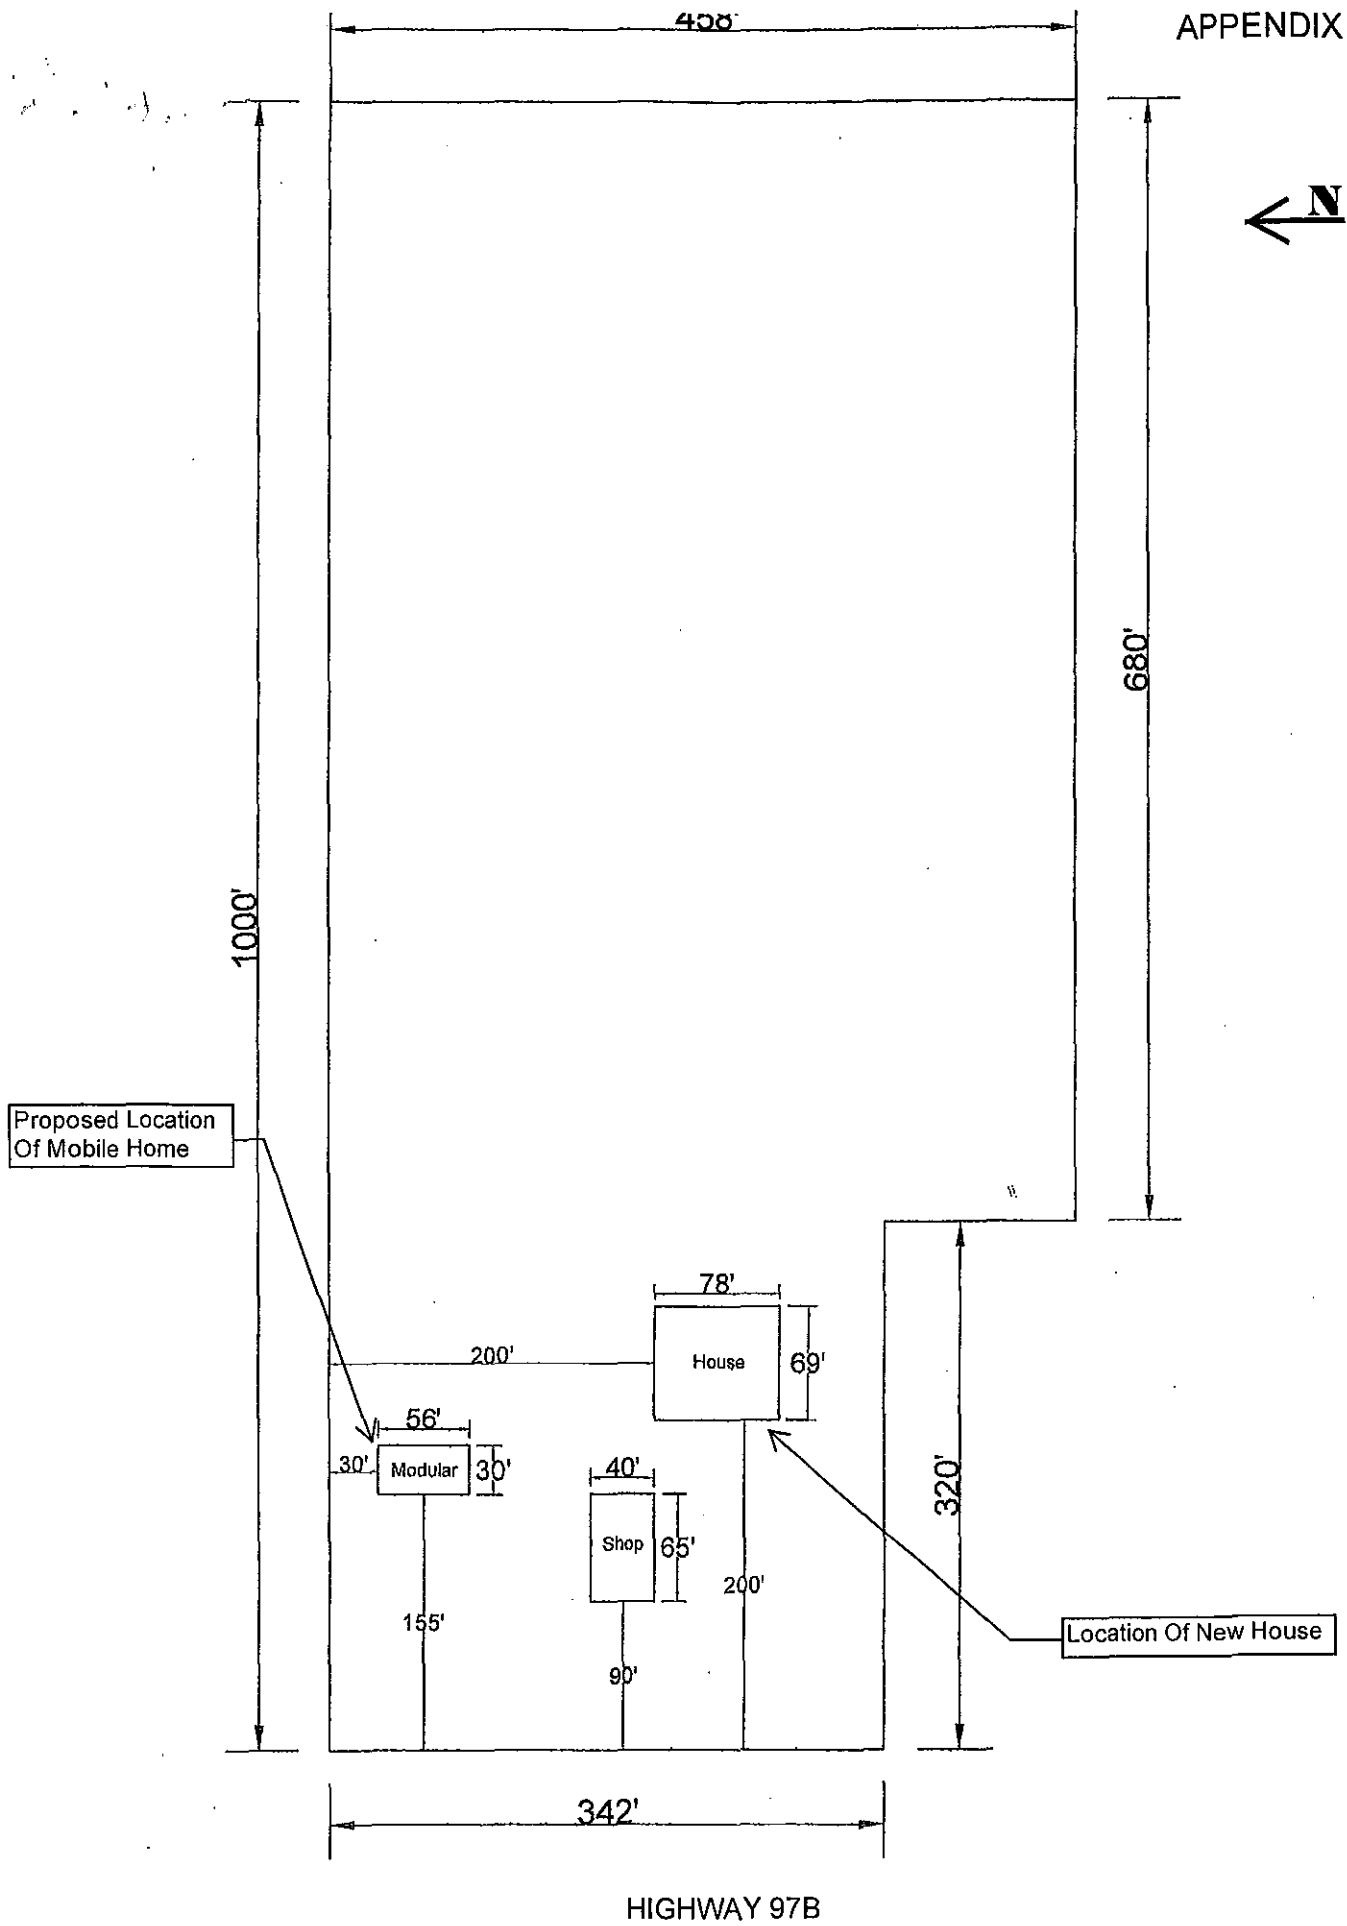 458'
APPENDIX
N
680'
1000'
Proposed Location
Of Mobile Home
78'
200'
House
69'
56'
30'
Modular
30'
40'
320'
Shop
65'
200'
155'
Location Of New House
90'
342'
HIGHWAY 97B